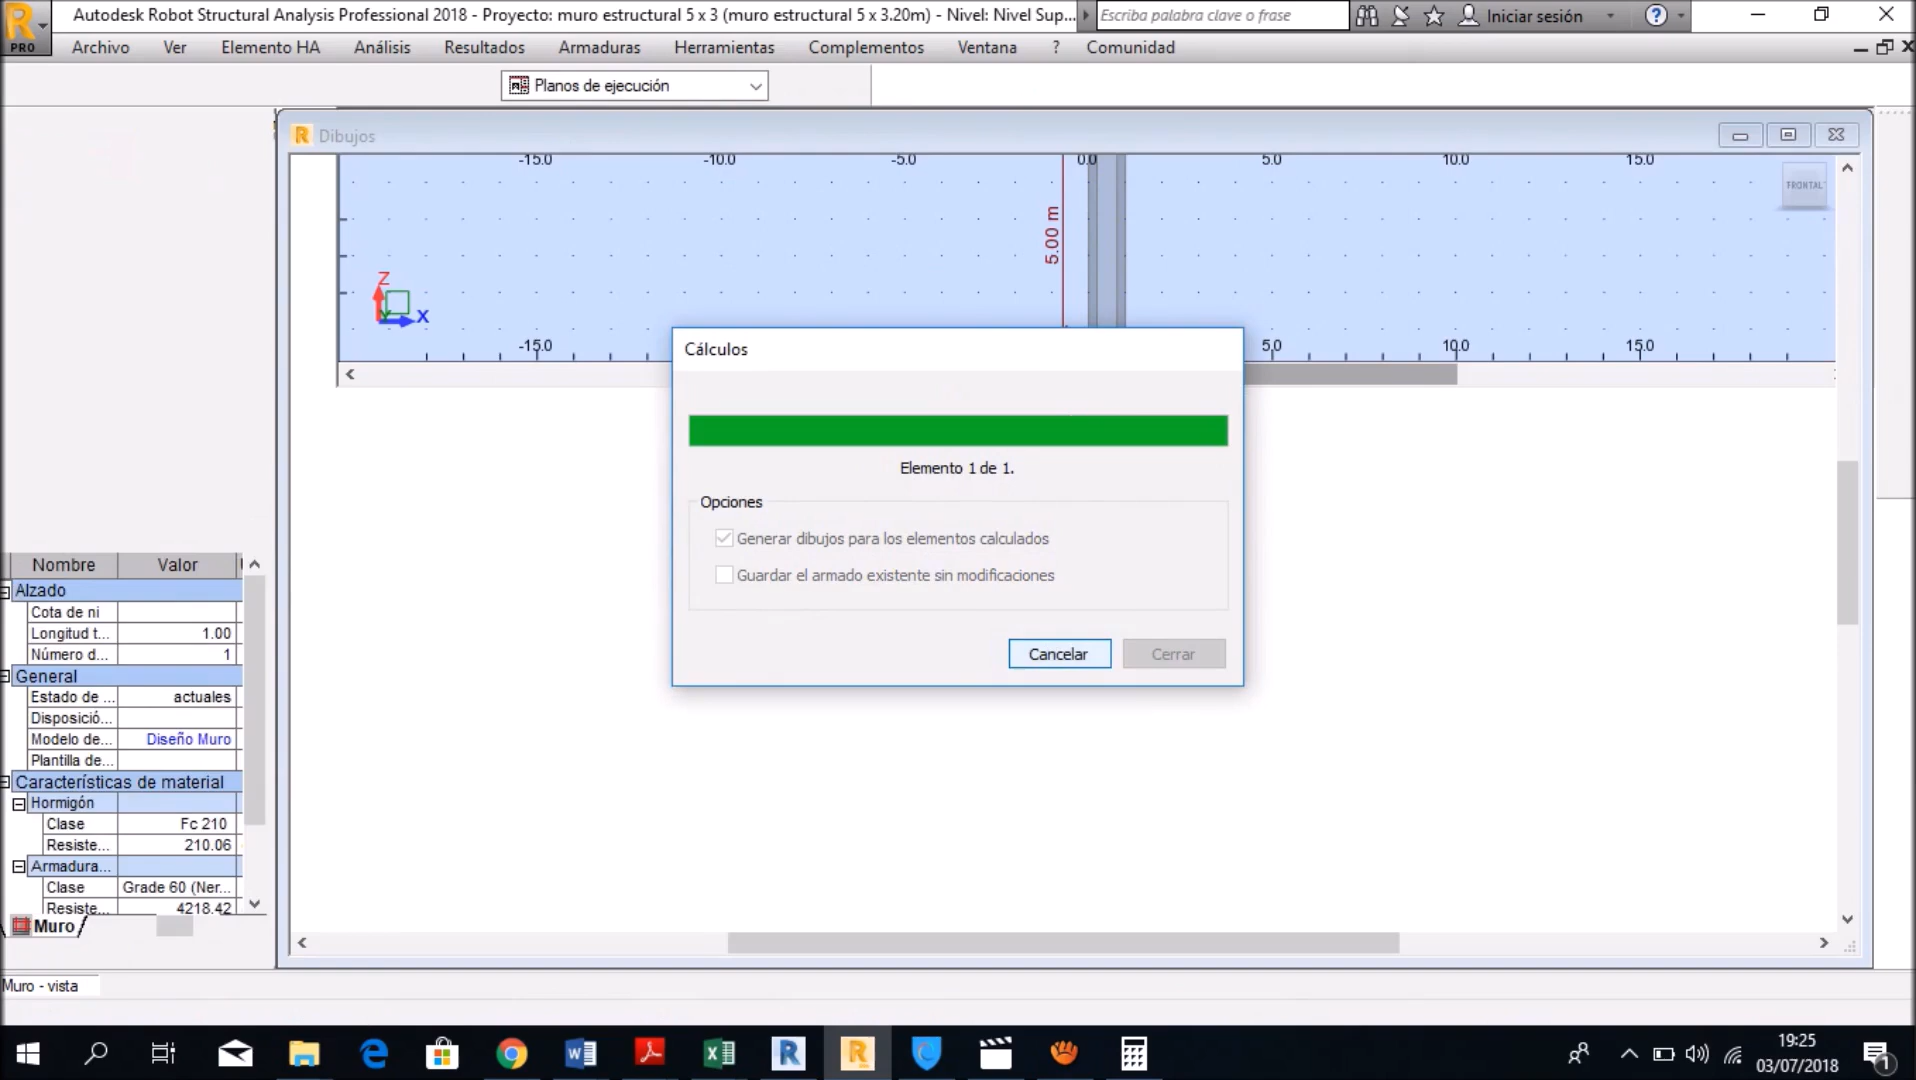 Autodesk Robot Structural Analysis Professional 2018 - Proyecto: muro estructural 5 x 3 (muro estructural 5 x 3.20m) - Nivel: Nivel Sup...
Escriba palabra clave o frase
Iniciar sesión
?
PRO
Archivo
Ver
Elemento HA
Análisis
Resultados
Armaduras
Herramientas
Complementos
Ventana
?
Comunidad
Planos de ejecución
Dibujos
-15.0
-10.0
-5.0
0.0
5.0
10.0
15.0
FRONTAL
5.00 m
Z
Y
X
-15.0
5,0
10.0
15.0
Cálculos
Elemento 1 de 1.
Opciones
Generar dibujos para los elementos calculados
Guardar el armado existente sin modificaciones
Cancelar
Cerrar
Nombre
Valor
Alzado
Cota de ni
Longitud t...
1.00
Número d...
1
General
Estado de ...
actuales
Disposició...
Modelo de...
Diseño Muro
Plantilla de...
Características de material
Hormigón
Clase
Fc 210
Resiste...
210.06
Armadura...
Clase
Grade 60 (Ner...
Resiste...
4218.42
Muro
Muro - vista
19:25
03/07/2018
1